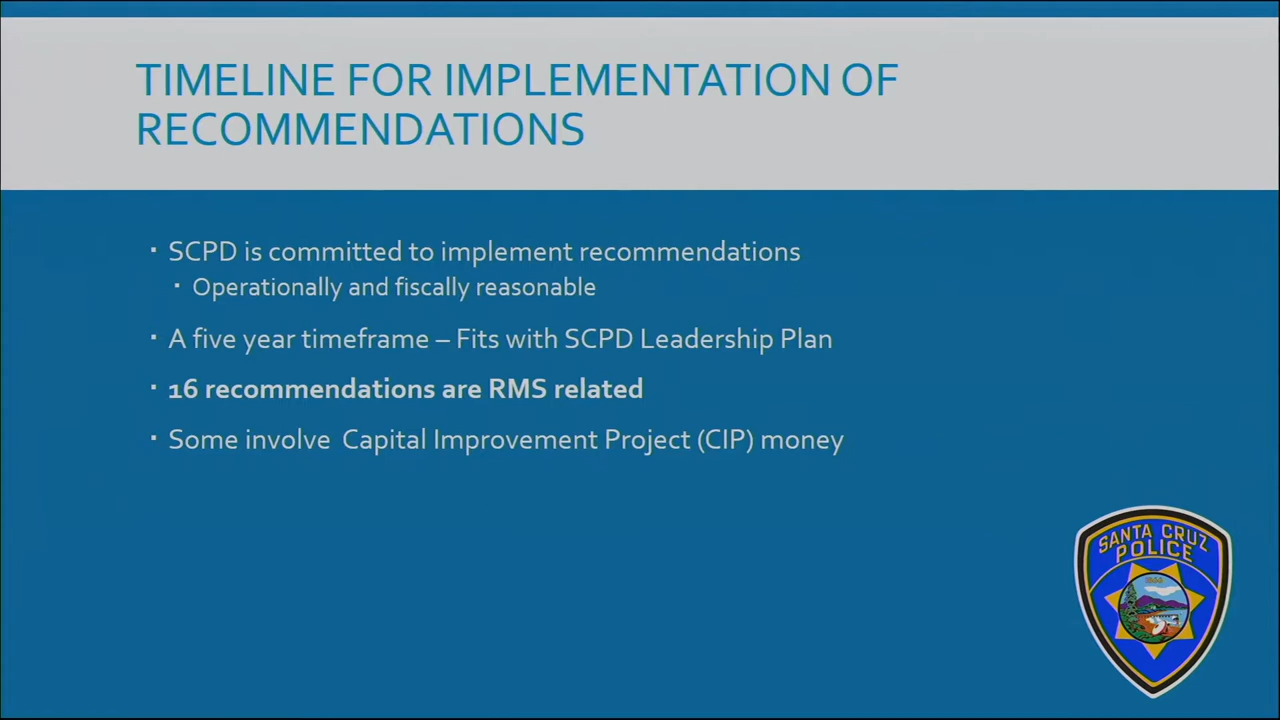 TIMELINE FOR IMPLEMENTATION OF
RECOMMENDATIONS
▪ SCPD is committed to implement recommendations
▪ Operationally and fiscally reasonable
▪ A five year timeframe – Fits with SCPD Leadership Plan
▪ 16 recommendations are RMS related
▪ Some involve Capital Improvement Project (CIP) money
SANTA CRUZ
POLICE